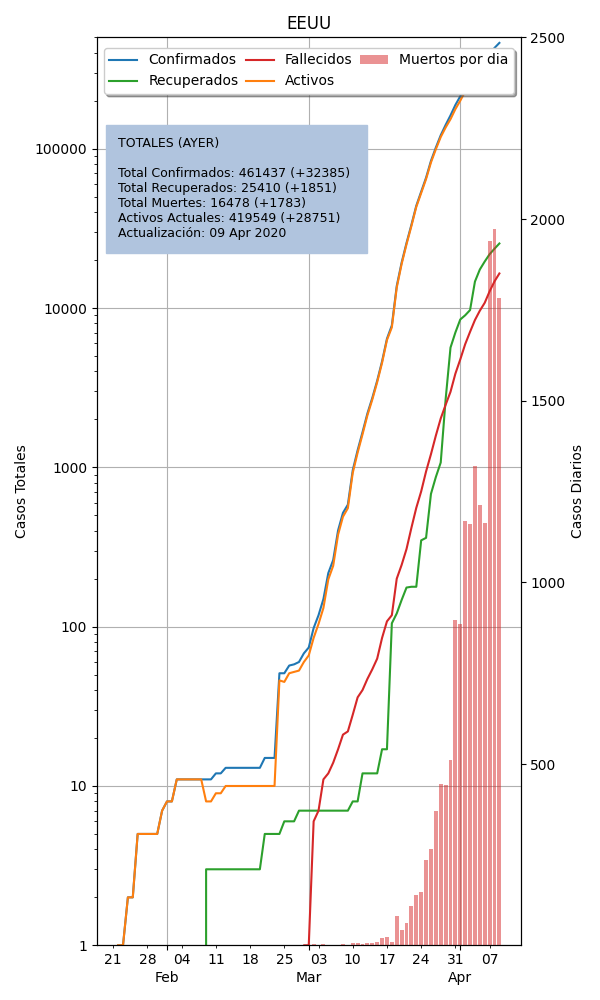 EEUU
Confirmados
Recuperados
Fallecidos
Activos
Muertos por dia
TOTALES (AYER)
Total Confirmados: 461437 (+32385)
Total Recuperados: 25410 (+1851)
Total Muertes: 16478 (+1783)
Activos Actuales: 419549 (+28751)
Actualización: 09 Apr 2020
Casos Totales
100000
10000
1000
100
10
1
Casos Diarios
2500
2000
1500
1000
500
21 28 04 11 18 25 03 10 17 24 31 07
Feb Mar Apr